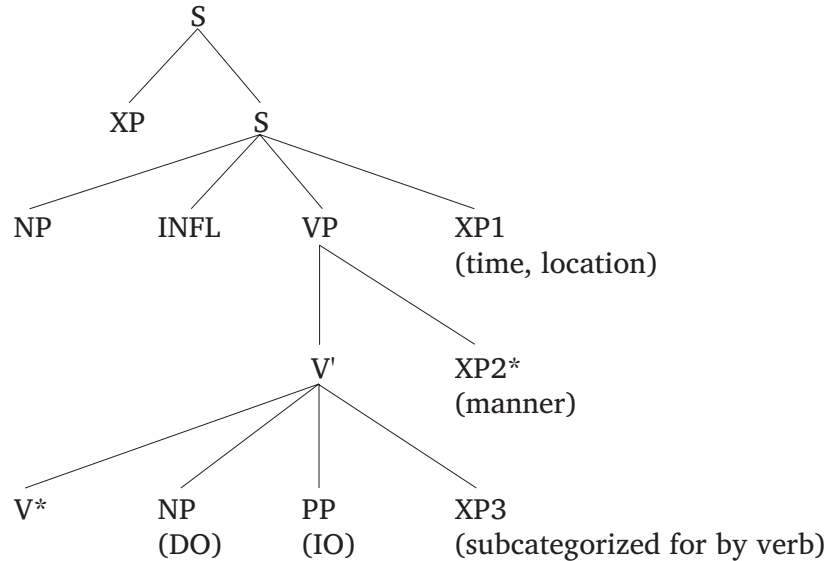 S
XP S
NP INFL VP XP1
(time, location)
V' XP2*
(manner)
V* NP PP XP3
(DO) (IO) (subcategorized for by verb)